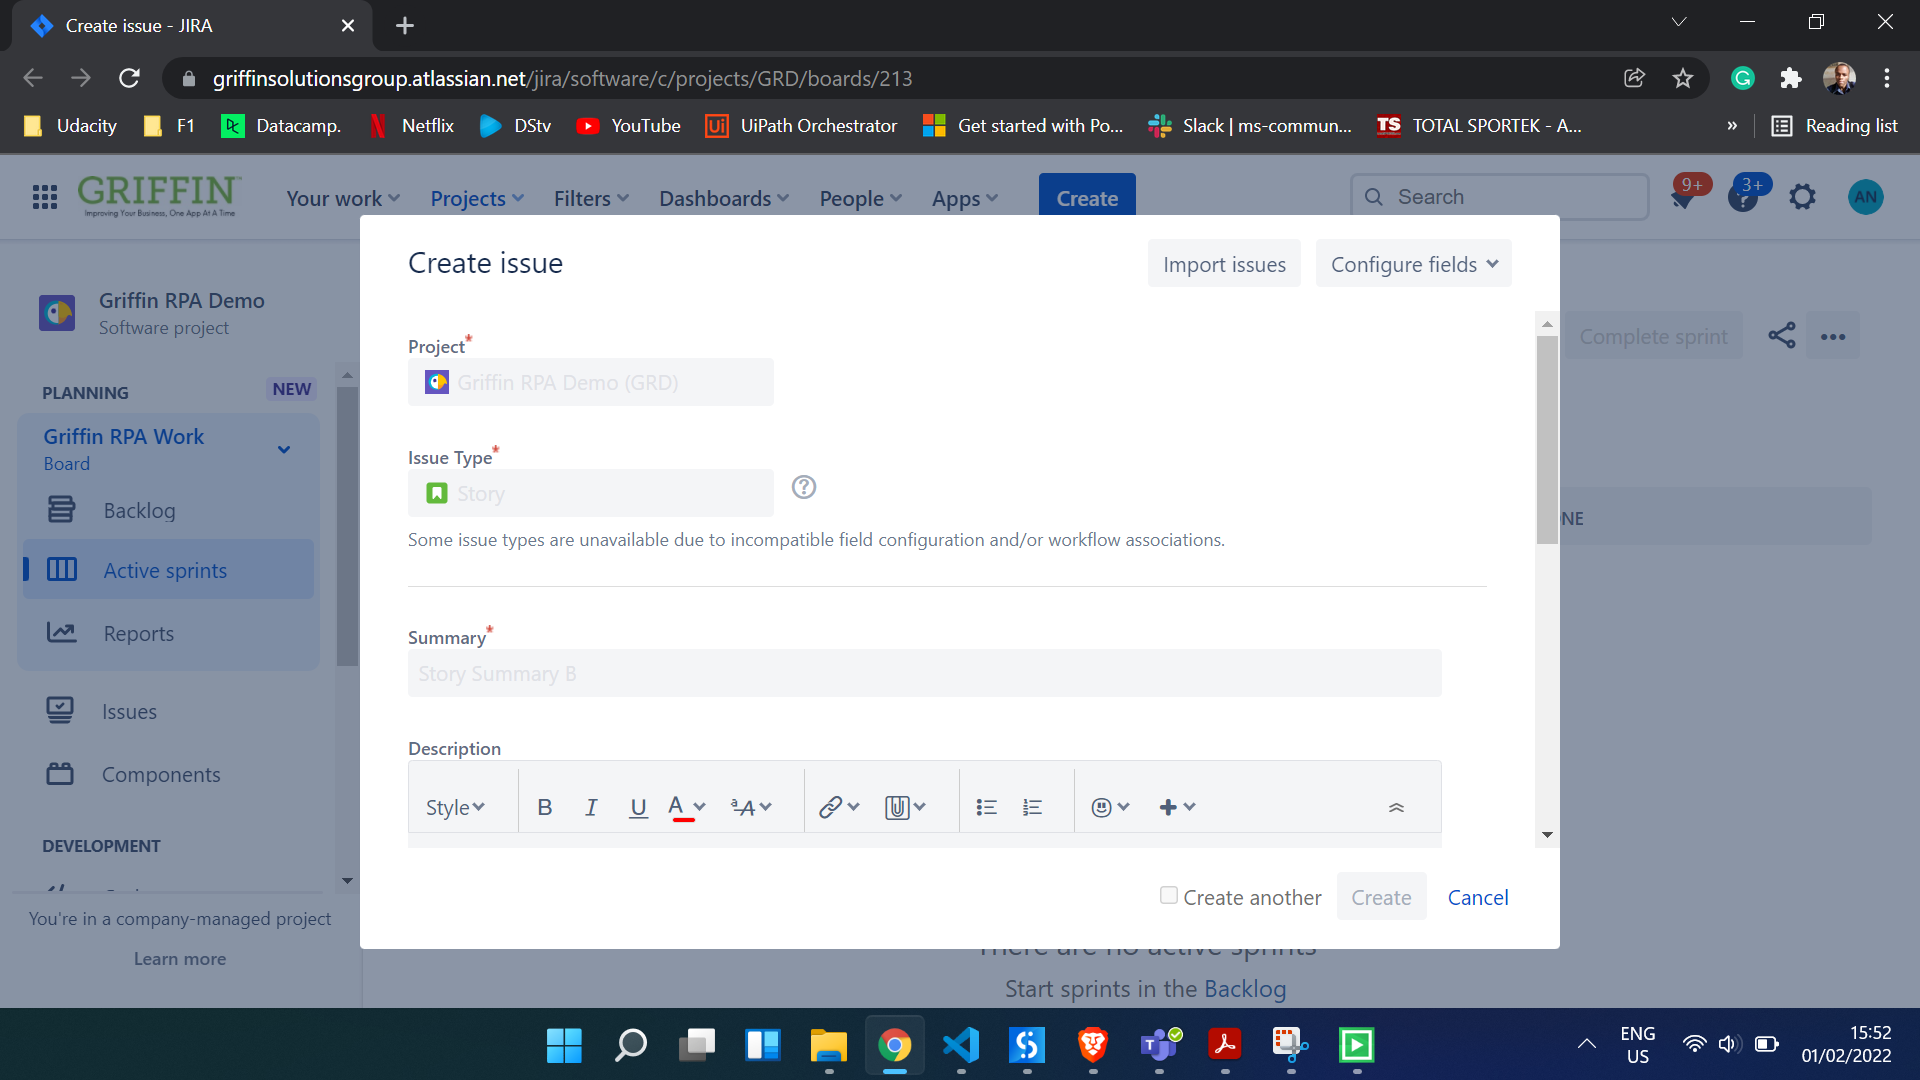 Create issue - JIRA
griffinsolutionsgroup.atlassian.net/jira/software/c/projects/GRD/boards/213
Udacity F1 Datacamp. Netflix DStv YouTube UiPath Orchestrator Get started with Po... Slack | ms-commun... TOTAL SPORTEK - A... » Reading list
GRIFFIN
Improving Your Business, One App At A Time
Your work Projects Filters Dashboards People Apps Create Search 9+ 3+ AN
Create issue
Import issues
Configure fields
Griffin RPA Demo
Software project
Complete sprint
PLANNING
NEW
Griffin RPA Work
Board
Backlog
Active sprints
Reports
Issues
Components
DEVELOPMENT
You're in a company-managed project
Learn more
Project*
Griffin RPA Demo (GRD)
Issue Type*
Story
Some issue types are unavailable due to incompatible field configuration and/or workflow associations.
Summary*
Story Summary B
Description
Style B I U A
Create another
Create
Cancel
There are no active sprints
Start sprints in the Backlog
ENG
US
15:52
01/02/2022